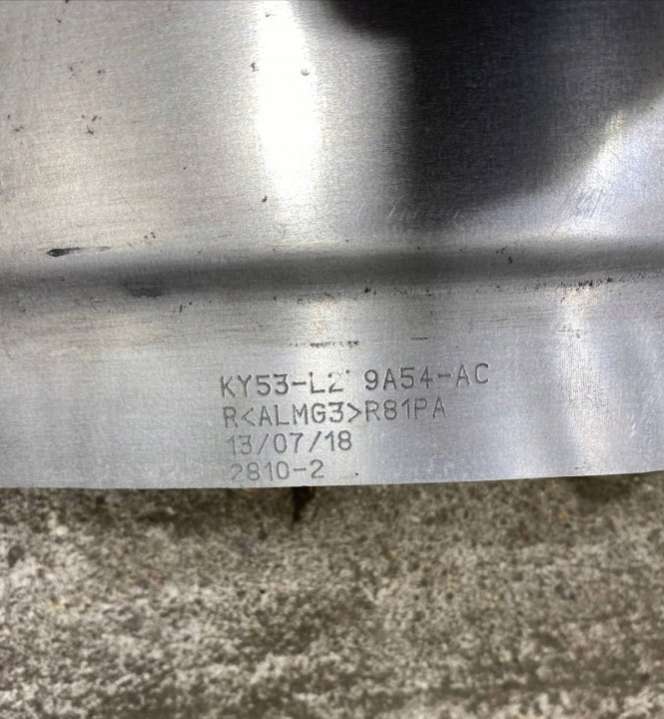 KY53-L2 9A54-AC
R<ALMG3>R81PA
13/07/18
2810-2